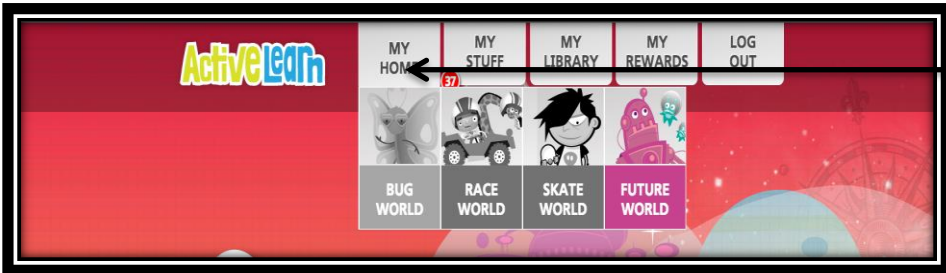 ActiveLearn
MY HOME
MY STUFF
MY LIBRARY
MY REWARDS
LOG OUT
37
BUG WORLD
RACE WORLD
SKATE WORLD
FUTURE WORLD